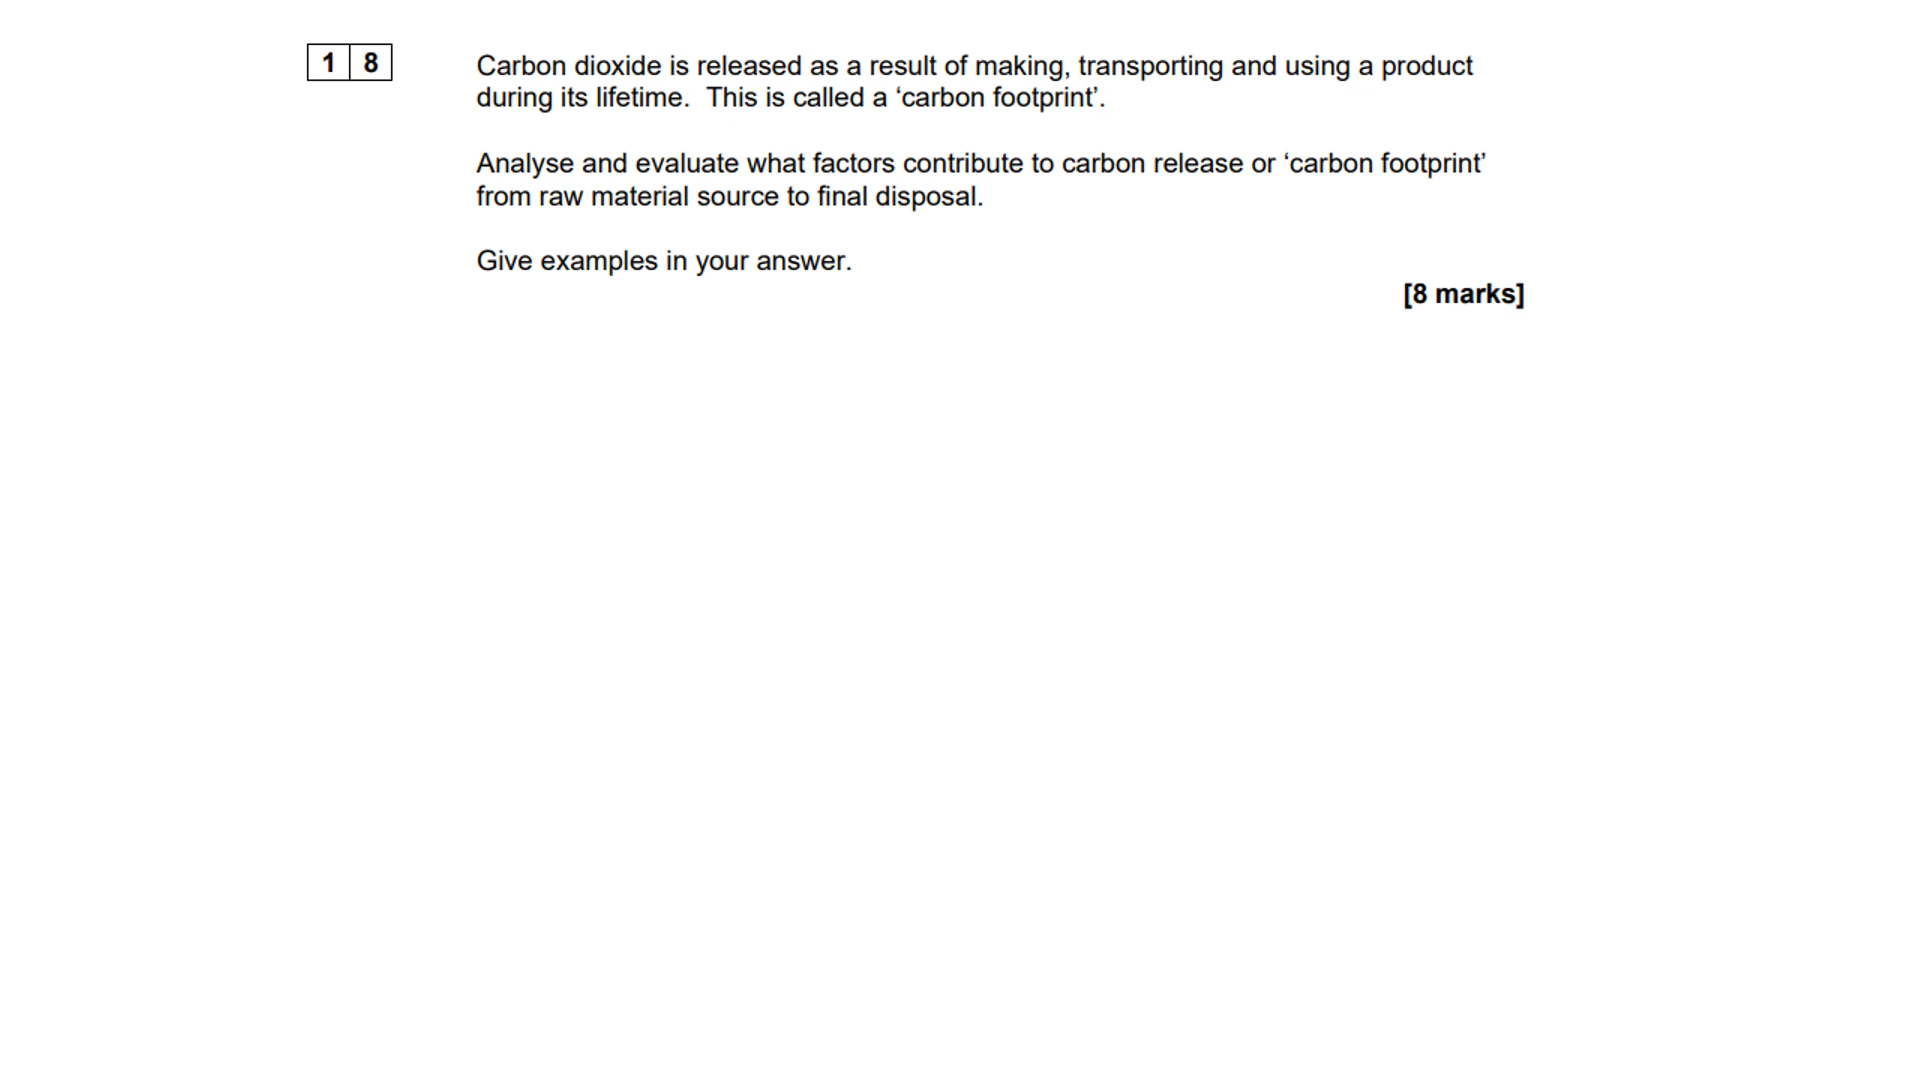 1 8
Carbon dioxide is released as a result of making, transporting and using a product
during its lifetime.  This is called a ‘carbon footprint’.
Analyse and evaluate what factors contribute to carbon release or ‘carbon footprint’
from raw material source to final disposal.
Give examples in your answer.
[8 marks]